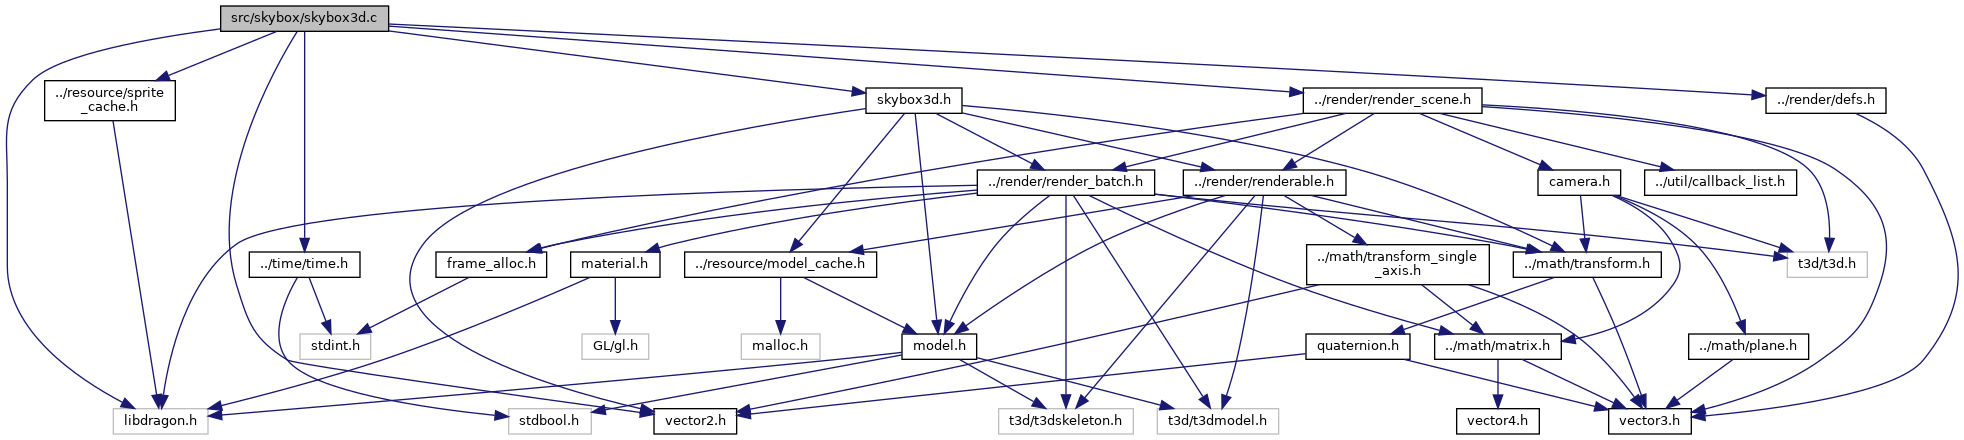 src/skybox/skybox3d.c
../resource/sprite
_cache.h
skybox3d.h
../render/render_scene.h
../render/defs.h
../render/render_batch.h
../render/renderable.h
camera.h
../util/callback_list.h
../time/time.h
frame_alloc.h
material.h
../resource/model_cache.h
../math/transform_single
_axis.h
../math/transform.h
t3d/t3d.h
stdint.h
GL/gl.h
malloc.h
model.h
quaternion.h
../math/matrix.h
../math/plane.h
libdragon.h
stdbool.h
vector2.h
t3d/t3dskeleton.h
t3d/t3dmodel.h
vector4.h
vector3.h